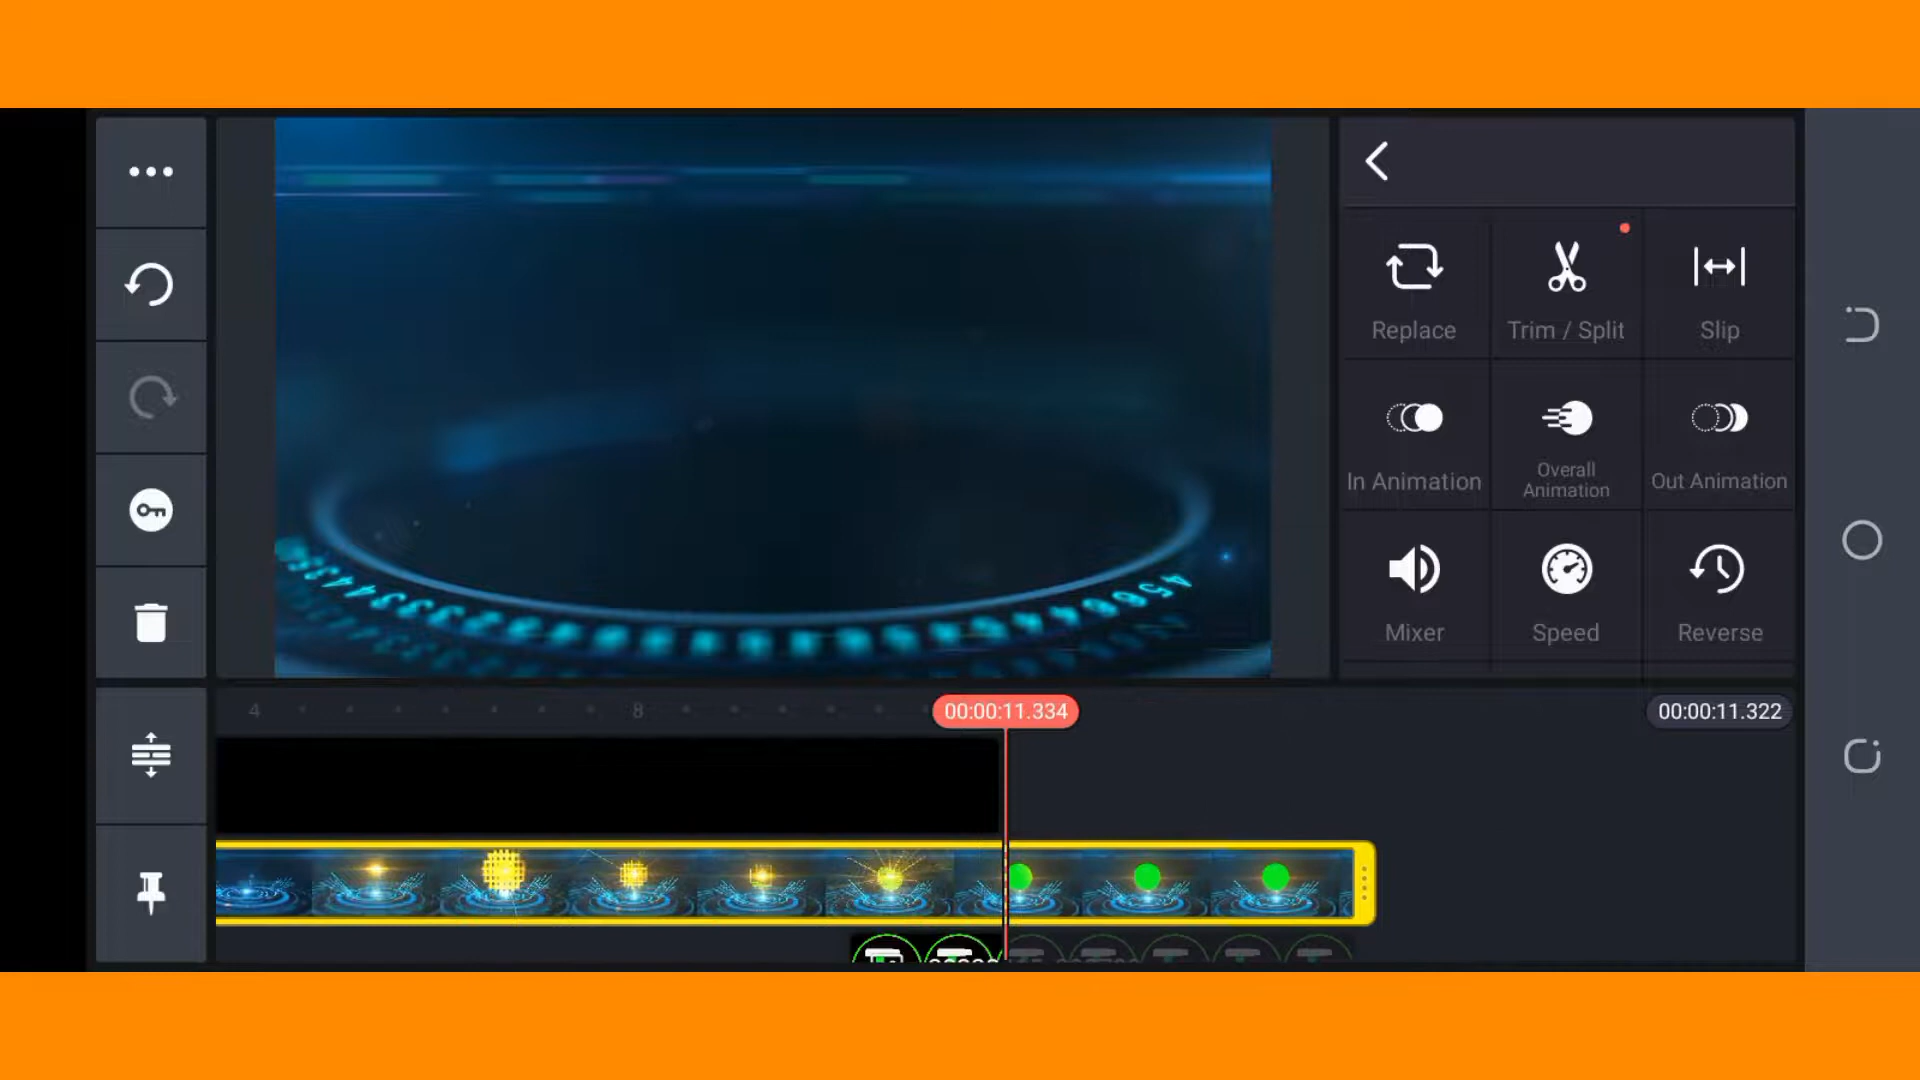 Replace
Trim / Split
Slip
In Animation
Overall
Animation
Out Animation
Mixer
Speed
Reverse
4
8
00:00:11.334
00:00:11.322